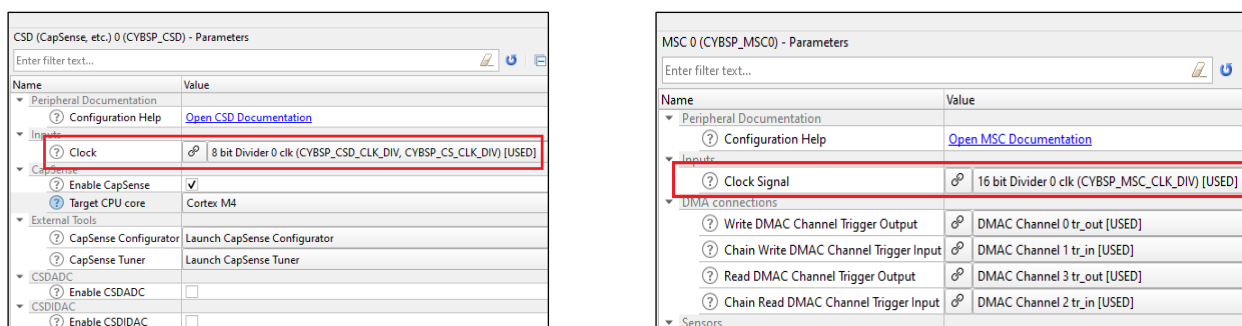 CSD (CapSense, etc.) 0 (CYBSP_CSD) - Parameters
Enter filter text...
Name Value
Peripheral Documentation
Configuration Help Open CSD Documentation
Inputs
Clock 8 bit Divider 0 clk (CYBSP_CSD_CLK_DIV, CYBSP_CS_CLK_DIV) [USED]
CapSense
Enable CapSense
Target CPU core Cortex M4
External Tools
CapSense Configurator Launch CapSense Configurator
CapSense Tuner Launch CapSense Tuner
CSDADC
Enable CSDADC
CSDIDAC
Enable CSDIDAC
MSC 0 (CYBSP_MSC0) - Parameters
Enter filter text...
Name Value
Peripheral Documentation
Configuration Help Open MSC Documentation
Inputs
Clock Signal 16 bit Divider 0 clk (CYBSP_MSC_CLK_DIV) [USED]
DMA connections
Write DMAC Channel Trigger Output DMAC Channel 0 tr_out [USED]
Chain Write DMAC Channel Trigger Input DMAC Channel 1 tr_in [USED]
Read DMAC Channel Trigger Output DMAC Channel 3 tr_out [USED]
Chain Read DMAC Channel Trigger Input DMAC Channel 2 tr_in [USED]
Sensors